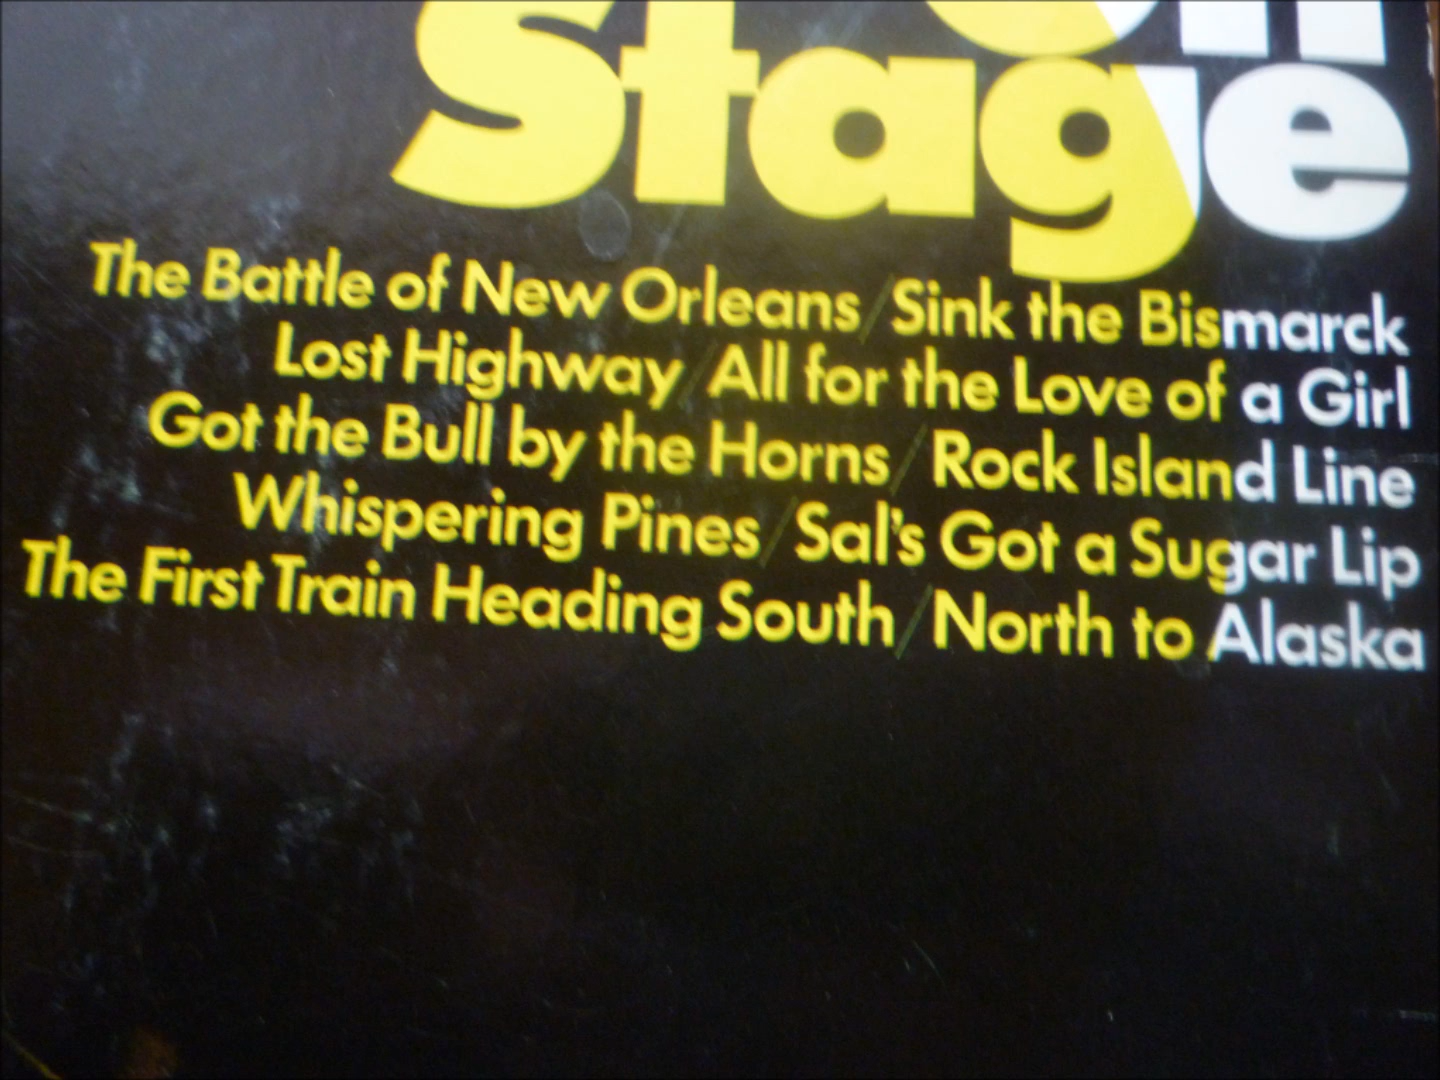 on
Stage
The Battle of New Orleans / Sink the Bismarck
Lost Highway / All for the Love of a Girl
Got the Bull by the Horns / Rock Island Line
Whispering Pines / Sal's Got a Sugar Lip
The First Train Heading South / North to Alaska